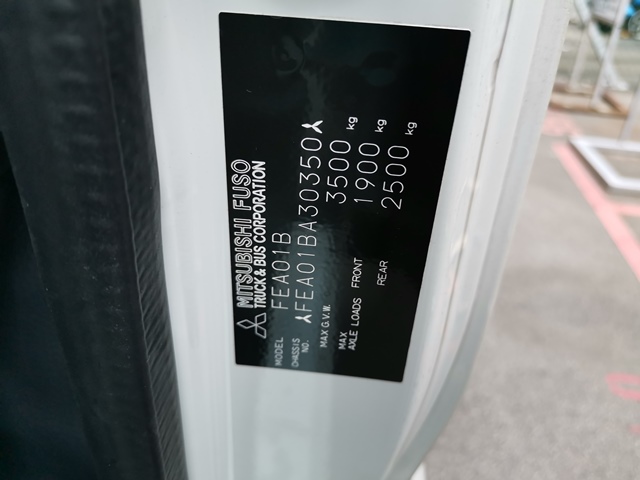 MITSUBISHI FUSO
TRUCK & BUS CORPORATION
MODEL FEA01B
CHASSIS NO. FEA01BA30350
MAX G.V.W. 3500 kg
MAX AXLE LOADS FRONT 1900 kg
REAR 2500 kg